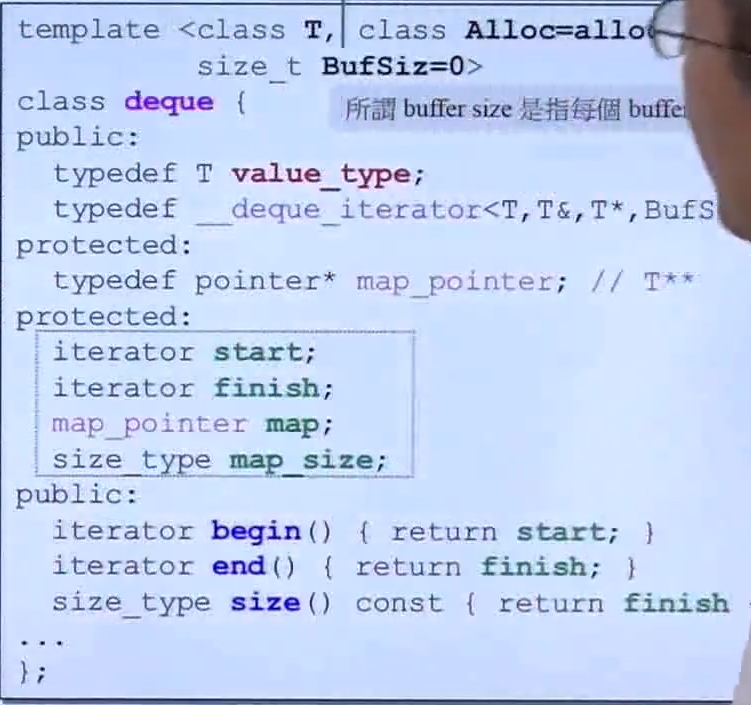 template <class T, class Alloc=allo
size_t BufSiz=0>
class deque {
所謂 buffer size 是指每個 buffer
public:
typedef T value_type;
typedef __deque_iterator<T,T&,T*,BufS
protected:
typedef pointer* map_pointer; // T**
protected:
iterator start;
iterator finish;
map_pointer map;
size_type map_size;
public:
iterator begin() { return start; }
iterator end() { return finish; }
size_type size() const { return finish
...
};